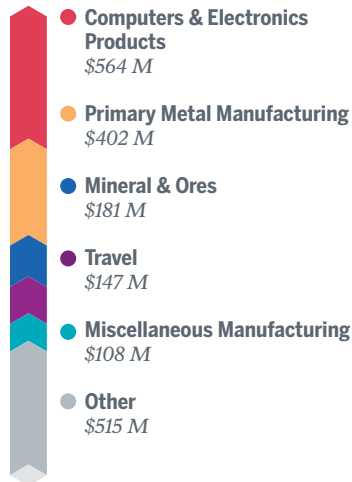 Computers & Electronics
Products
$564 M
Primary Metal Manufacturing
$402 M
Mineral & Ores
$181 M
Travel
$147 M
Miscellaneous Manufacturing
$108 M
Other
$515 M